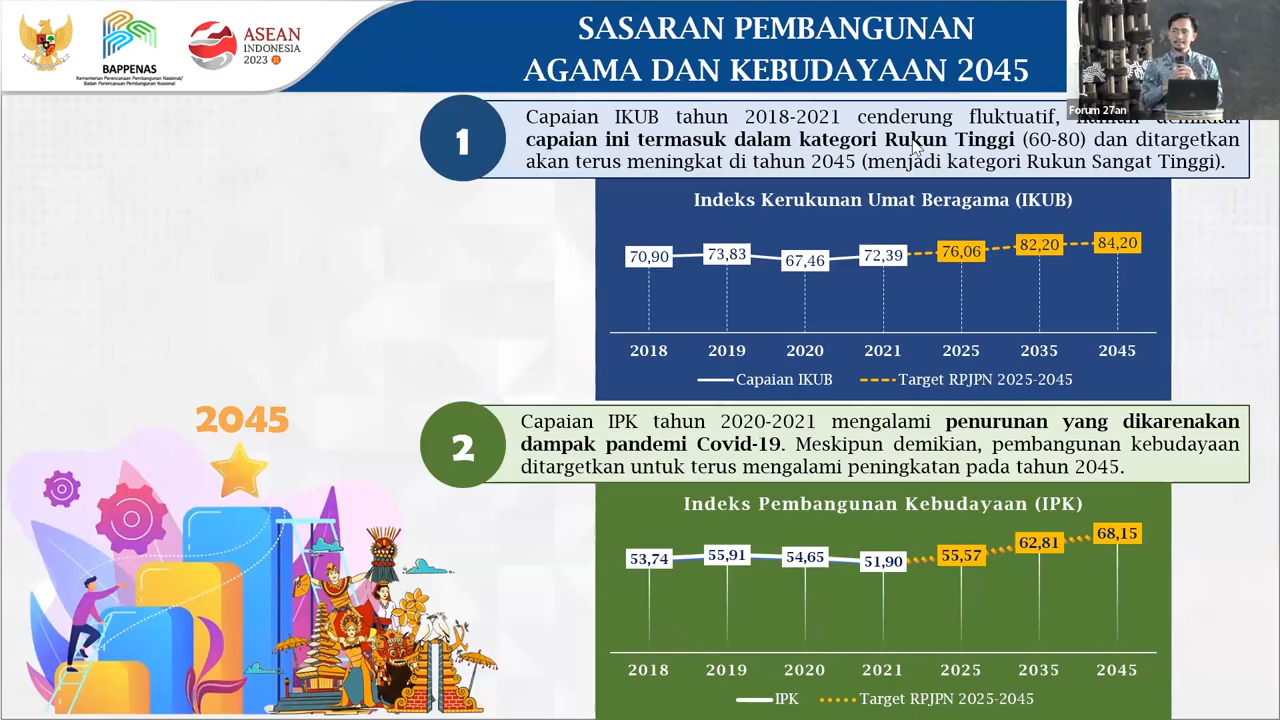 BAPPENAS
Kementerian Perencanaan Pembangunan Nasional/
Badan Perencanaan Pembangunan Nasional
ASEAN
INDONESIA
2023
SASARAN PEMBANGUNAN
AGAMA DAN KEBUDAYAAN 2045
Forum 27an
1
Capaian IKUB tahun 2018-2021 cenderung fluktuatif,
capaian ini termasuk dalam kategori Rukun Tinggi (60-80) dan ditargetkan
akan terus meningkat di tahun 2045 (menjadi kategori Rukun Sangat Tinggi).
Indeks Kerukunan Umat Beragama (IKUB)
70,90 73,83 67,46 72,39 76,06 82,20 84,20
2018 2019 2020 2021 2025 2035 2045
Capaian IKUB Target RPJPN 2025-2045
2045
2
Capaian IPK tahun 2020-2021 mengalami penurunan yang dikarenakan
dampak pandemi Covid-19. Meskipun demikian, pembangunan kebudayaan
ditargetkan untuk terus mengalami peningkatan pada tahun 2045.
Indeks Pembangunan Kebudayaan (IPK)
53,74 55,91 54,65 51,90 55,57 62,81 68,15
2018 2019 2020 2021 2025 2035 2045
IPK Target RPJPN 2025-2045